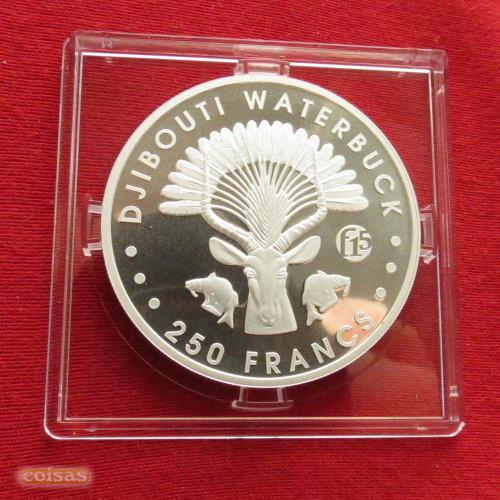 DJIBOUTI WATERBUCK
f15
250 FRANCS
coisas